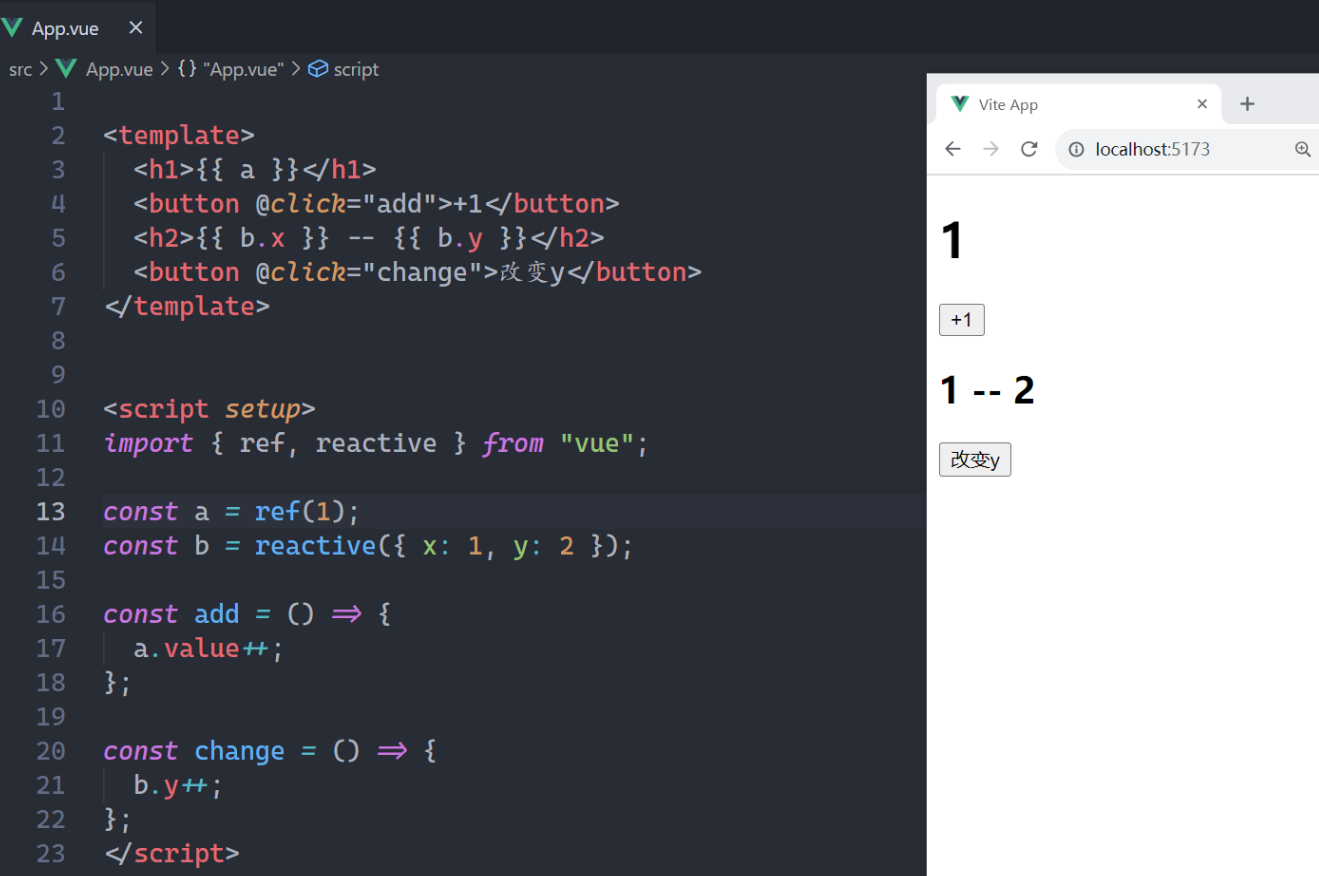 App.vue
src > App.vue > {} "App.vue" > script
1
2 <template>
3 <h1>{{ a }}</h1>
4 <button @click="add">+1</button>
5 <h2>{{ b.x }} -- {{ b.y }}</h2>
6 <button @click="change">改变y</button>
7 </template>
8
9
10 <script setup>
11 import { ref, reactive } from "vue";
12
13 const a = ref(1);
14 const b = reactive({ x: 1, y: 2 });
15
16 const add = () => {
17 a.value++;
18 };
19
20 const change = () => {
21 b.y++;
22 };
23 </script>
Vite App
localhost:5173
1
+1
1 -- 2
改变y